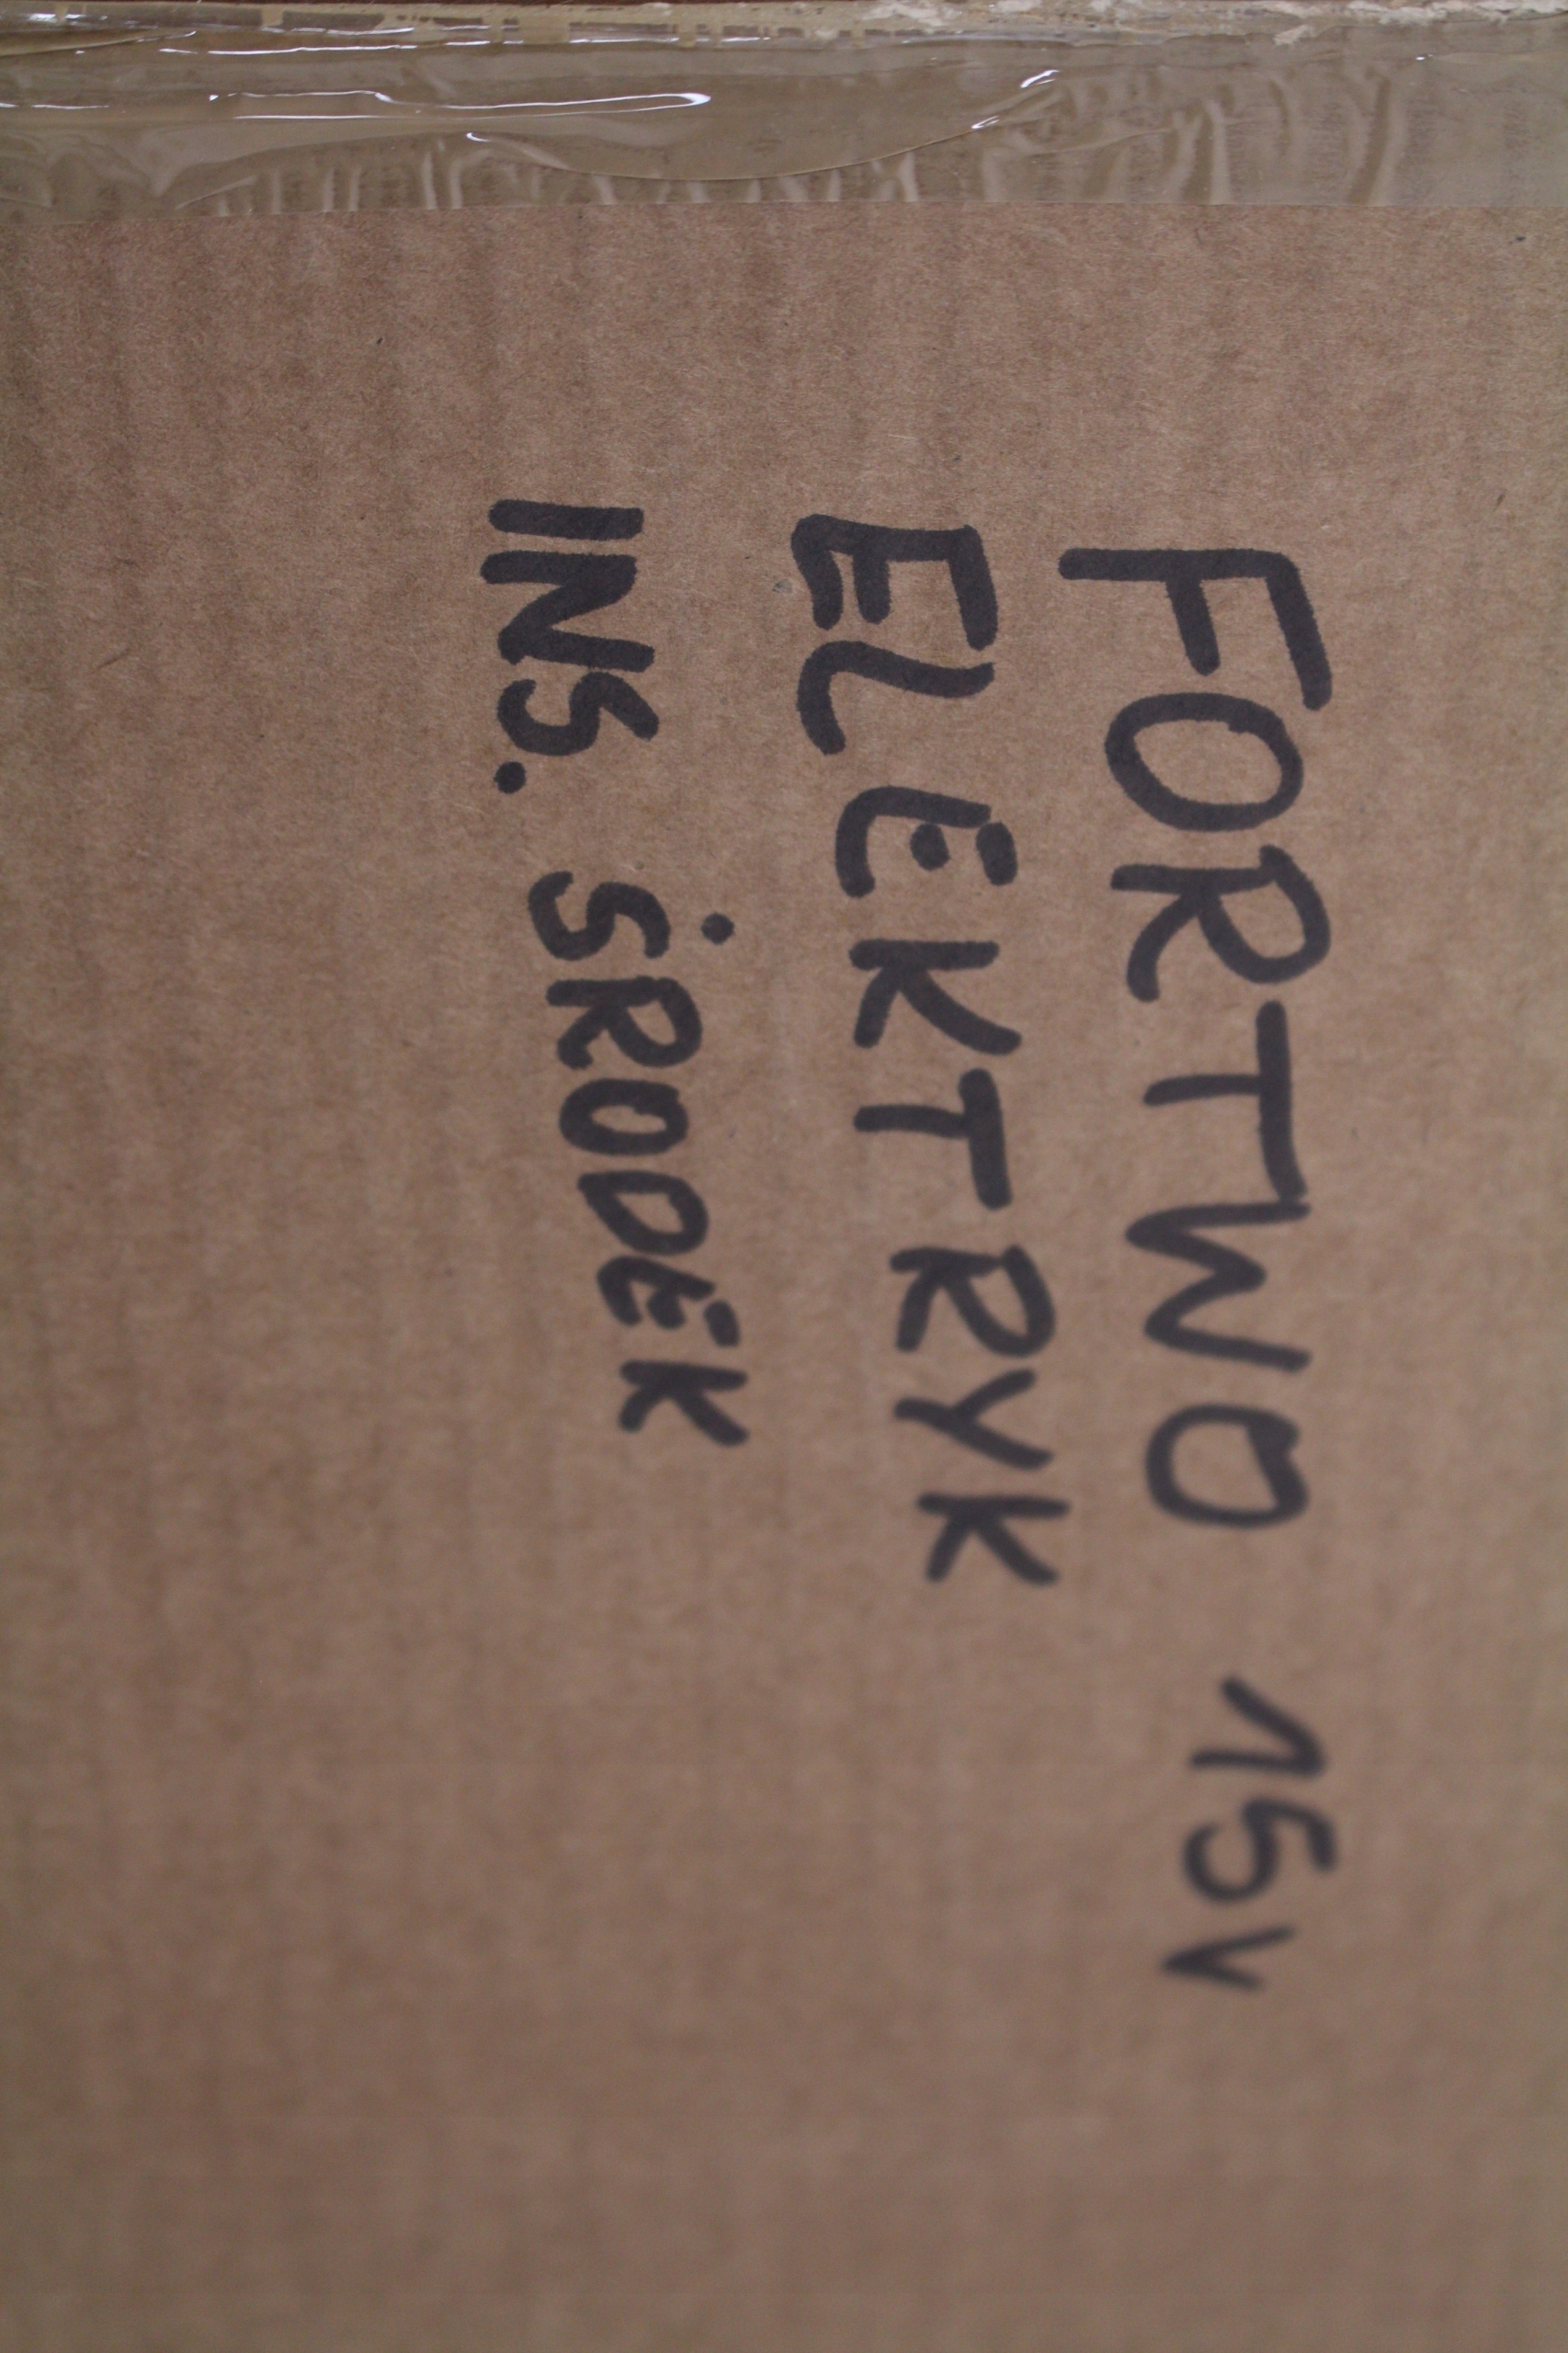 FORTWO 15V
ELEKTRYK
INS. ŚRODEK